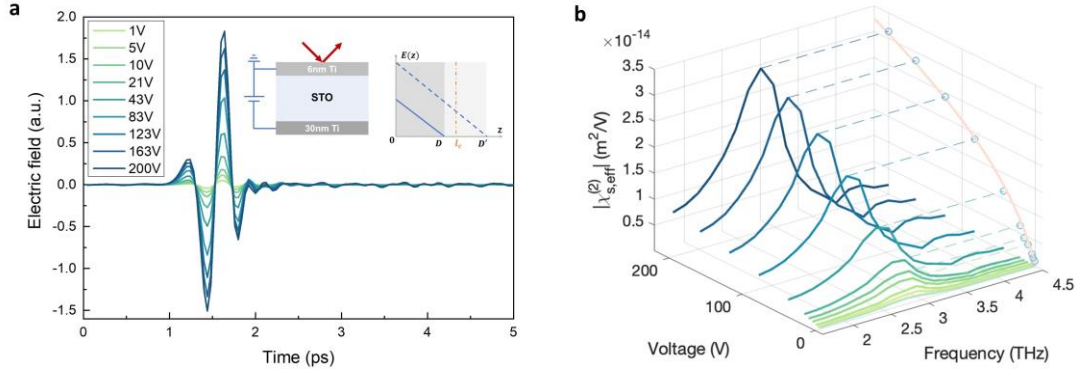 a
2.0
1.5
1.0
0.5
0.0
-0.5
-1.0
-1.5
Electric field (a.u.)
0
1
2
3
4
5
Time (ps)
1V
5V
10V
21V
43V
83V
123V
163V
200V
6nm Ti
STO
30nm Ti
E(z)
z
0
D
l_c
D'
b
×10⁻¹⁴
3.5
3
2.5
2
1.5
1
0.5
|χ⁽²⁾s,eff| (m²/V)
200
100
0
Voltage (V)
2
2.5
3
3.5
4
4.5
Frequency (THz)